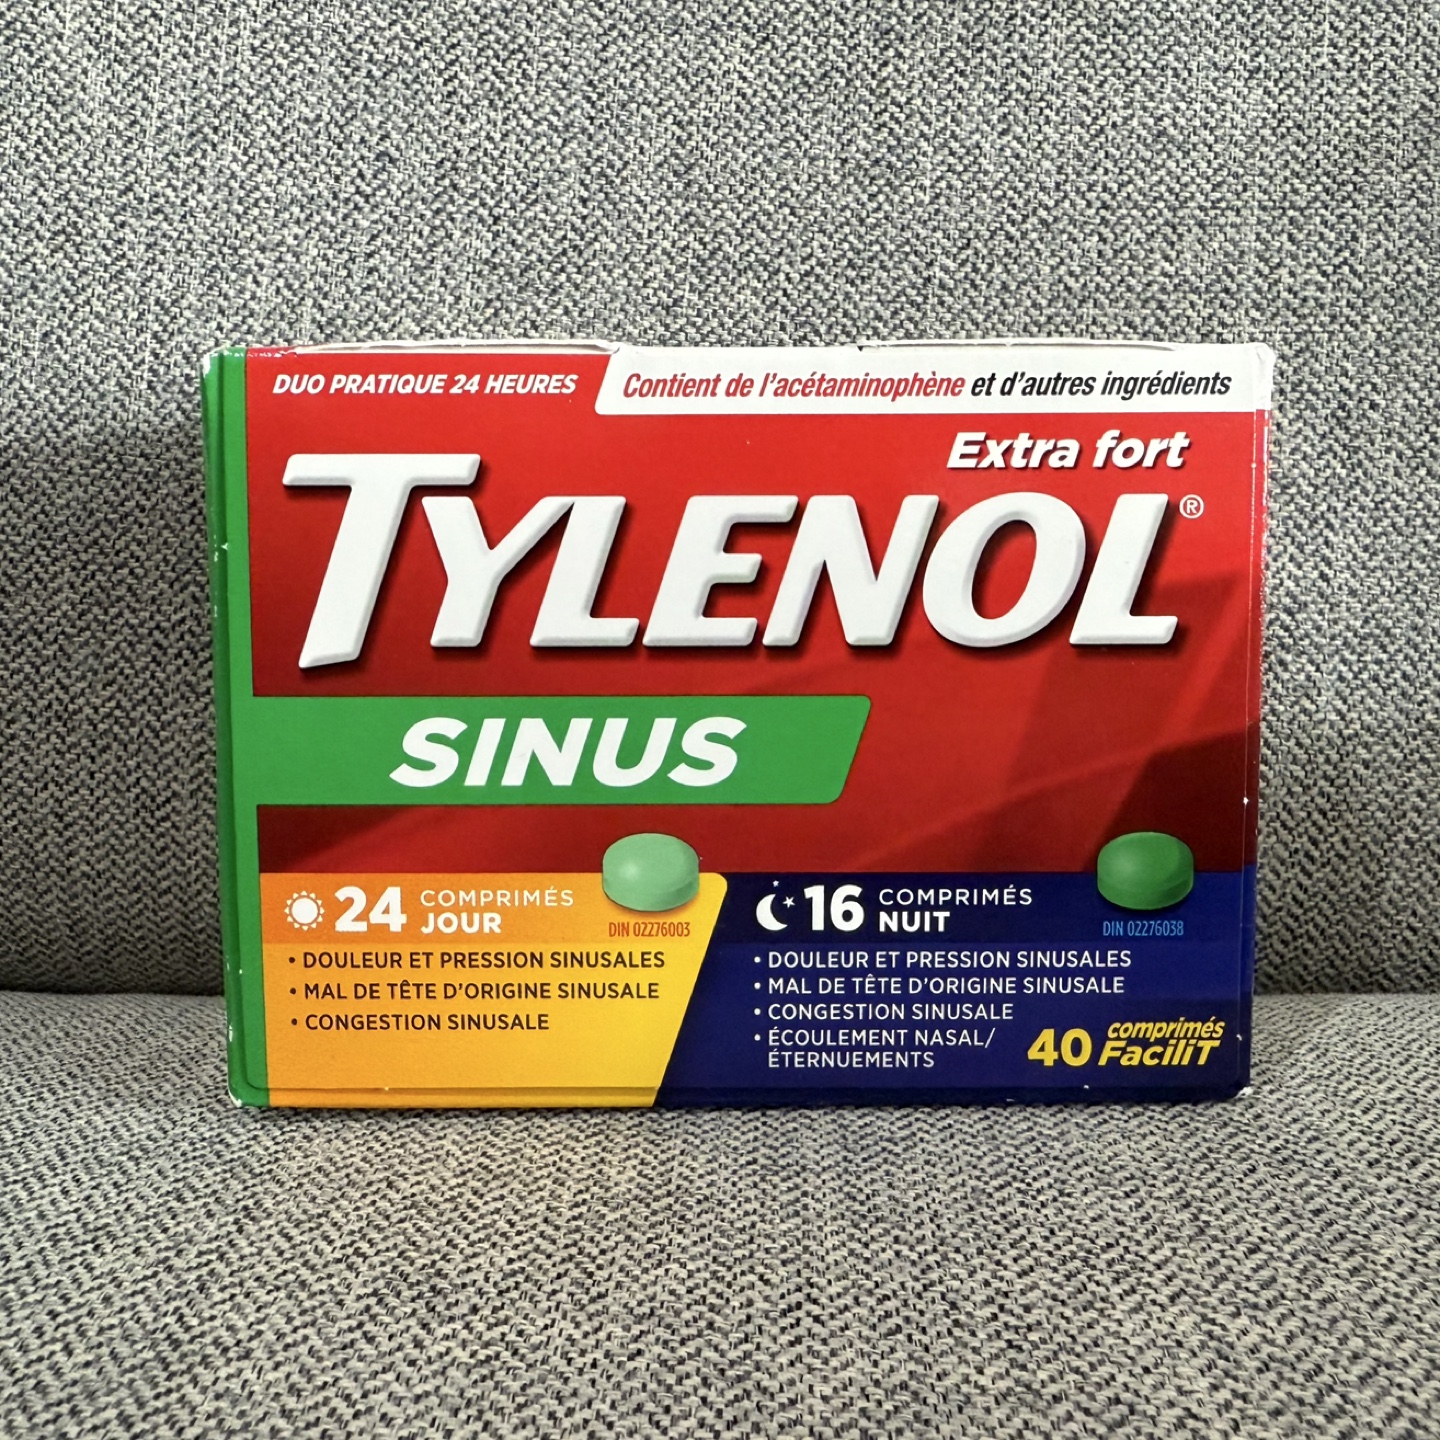 DUO PRATIQUE 24 HEURES
Contient de l'acétaminophène et d'autres ingrédients
Extra fort
TYLENOL®
SINUS
24 COMPRIMÉS
JOUR
DIN 02276003
• DOULEUR ET PRESSION SINUSALES
• MAL DE TÊTE D'ORIGINE SINUSALE
• CONGESTION SINUSALE
16 COMPRIMÉS
NUIT
DIN 02276038
• DOULEUR ET PRESSION SINUSALES
• MAL DE TÊTE D'ORIGINE SINUSALE
• CONGESTION SINUSALE
• ÉCOULEMENT NASAL/
ÉTERNUEMENTS
40 comprimés
FaciliT